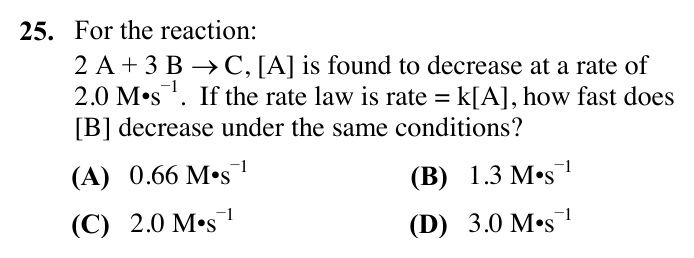 25. For the reaction:
2 A + 3 B → C, [A] is found to decrease at a rate of
2.0 M•s⁻¹. If the rate law is rate = k[A], how fast does
[B] decrease under the same conditions?
(A) 0.66 M•s⁻¹ (B) 1.3 M•s⁻¹
(C) 2.0 M•s⁻¹ (D) 3.0 M•s⁻¹